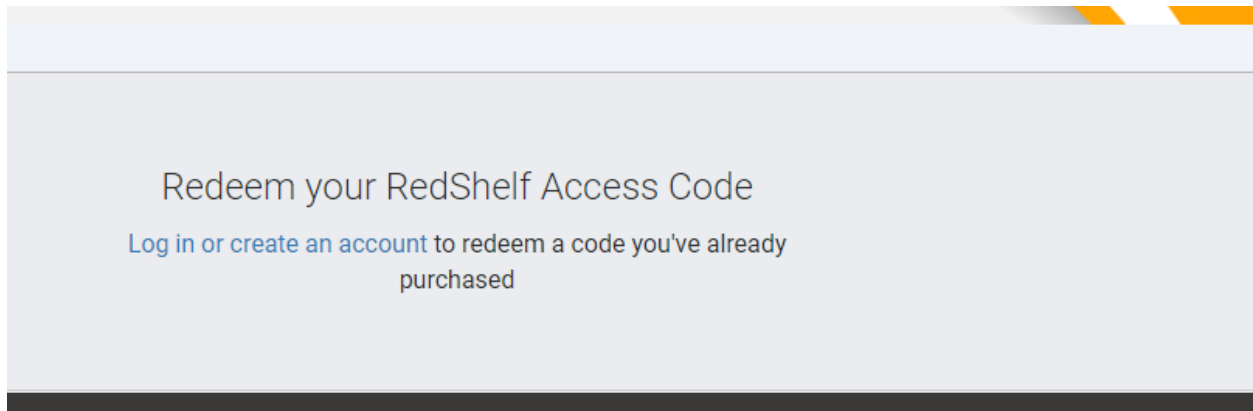 Redeem your RedShelf Access Code
Log in or create an account to redeem a code you've already
purchased